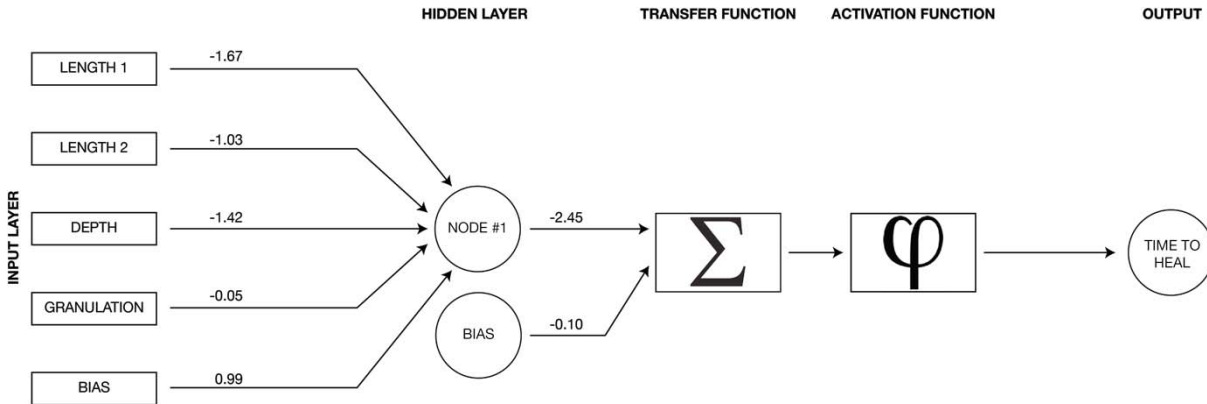 HIDDEN LAYER
TRANSFER FUNCTION
ACTIVATION FUNCTION
OUTPUT
INPUT LAYER
LENGTH 1
-1.67
LENGTH 2
-1.03
DEPTH
-1.42
NODE #1
-2.45
Σ
φ
TIME TO
HEAL
GRANULATION
-0.05
BIAS
-0.10
BIAS
0.99